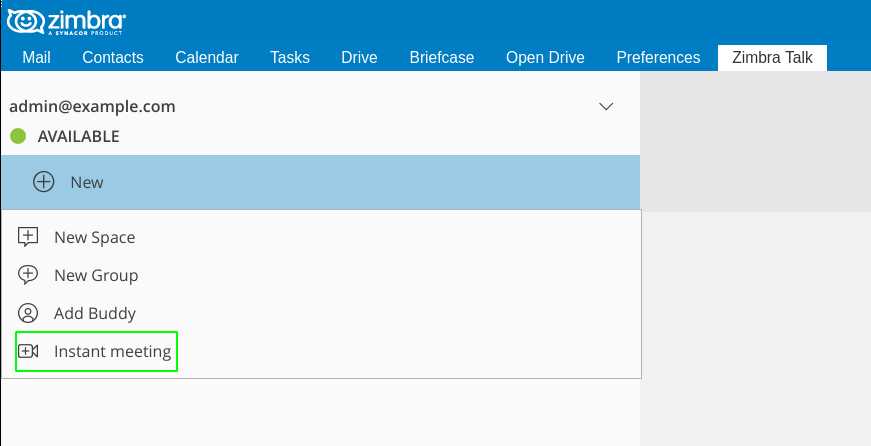 zimbra
A SYNACOR PRODUCT
Mail Contacts Calendar Tasks Drive Briefcase Open Drive Preferences Zimbra Talk
admin@example.com
AVAILABLE
New
New Space
New Group
Add Buddy
Instant meeting